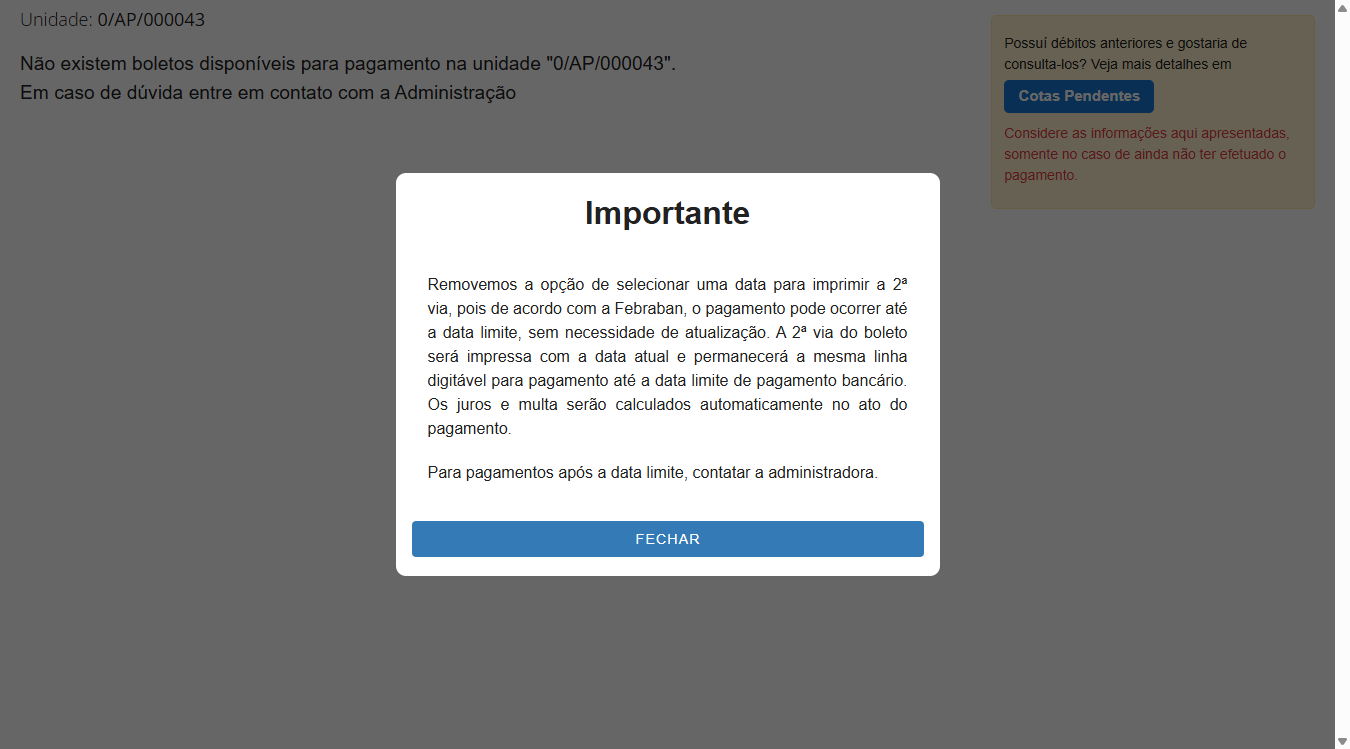 Unidade: 0/AP/000043
Não existem boletos disponíveis para pagamento na unidade "0/AP/000043".
Em caso de dúvida entre em contato com a Administração
Possuí débitos anteriores e gostaria de
consulta-los? Veja mais detalhes em
Cotas Pendentes
Considere as informações aqui apresentadas,
somente no caso de ainda não ter efetuado o
pagamento.
Importante
Removemos a opção de selecionar uma data para imprimir a 2ª
via, pois de acordo com a Febraban, o pagamento pode ocorrer até
a data limite, sem necessidade de atualização. A 2ª via do boleto
será impressa com a data atual e permanecerá a mesma linha
digitável para pagamento até a data limite de pagamento bancário.
Os juros e multa serão calculados automaticamente no ato do
pagamento.
Para pagamentos após a data limite, contatar a administradora.
FECHAR